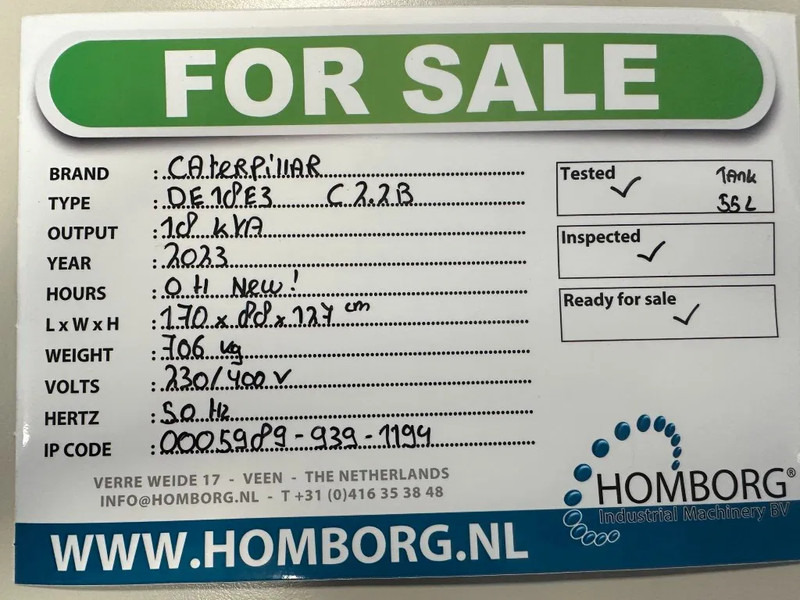 FOR SALE
BRAND : CAterpillAR
TYPE : DE18E3 C2.2B
OUTPUT : 18 kVA
YEAR : 2023
HOURS : 0 H New!
L x W x H : 170 x 88 x 127 cm
WEIGHT : 706 kg
VOLTS : 230/400 V
HERTZ : 50 Hz
IP CODE : 0005989-939-1194
Tested ✓ TAnk
55 L
Inspected ✓
Ready for sale ✓
VERRE WEIDE 17 - VEEN - THE NETHERLANDS
INFO@HOMBORG.NL - T +31 (0)416 35 38 48
HOMBORG®
Industrial Machinery BV
WWW.HOMBORG.NL